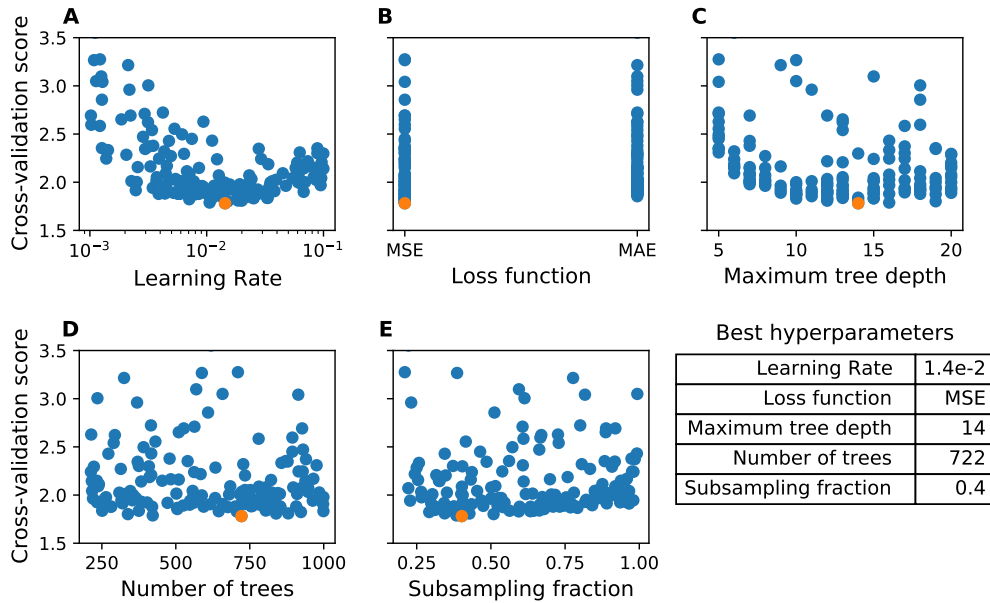 A
B
C
Cross-validation score
3.5
3.0
2.5
2.0
1.5
10⁻³
10⁻²
10⁻¹
Learning Rate
MSE
MAE
Loss function
5
10
15
20
Maximum tree depth
D
E
Cross-validation score
3.5
3.0
2.5
2.0
1.5
250
500
750
1000
Number of trees
0.25
0.50
0.75
1.00
Subsampling fraction
Best hyperparameters
Learning Rate 1.4e-2
Loss function MSE
Maximum tree depth 14
Number of trees 722
Subsampling fraction 0.4